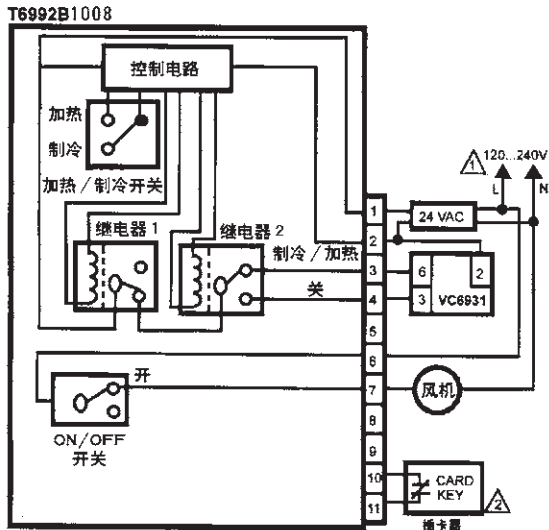 T6992B1008
控制电路
加热
制冷
加热／制冷开关
继电器 1
继电器 2
制冷／加热
关
开
ON/OFF
开关
1
2
3
4
5
6
7
8
9
10
11
1
120...240V
L
N
24 VAC
6
2
3
VC6931
风机
CARD
KEY
2
插卡器